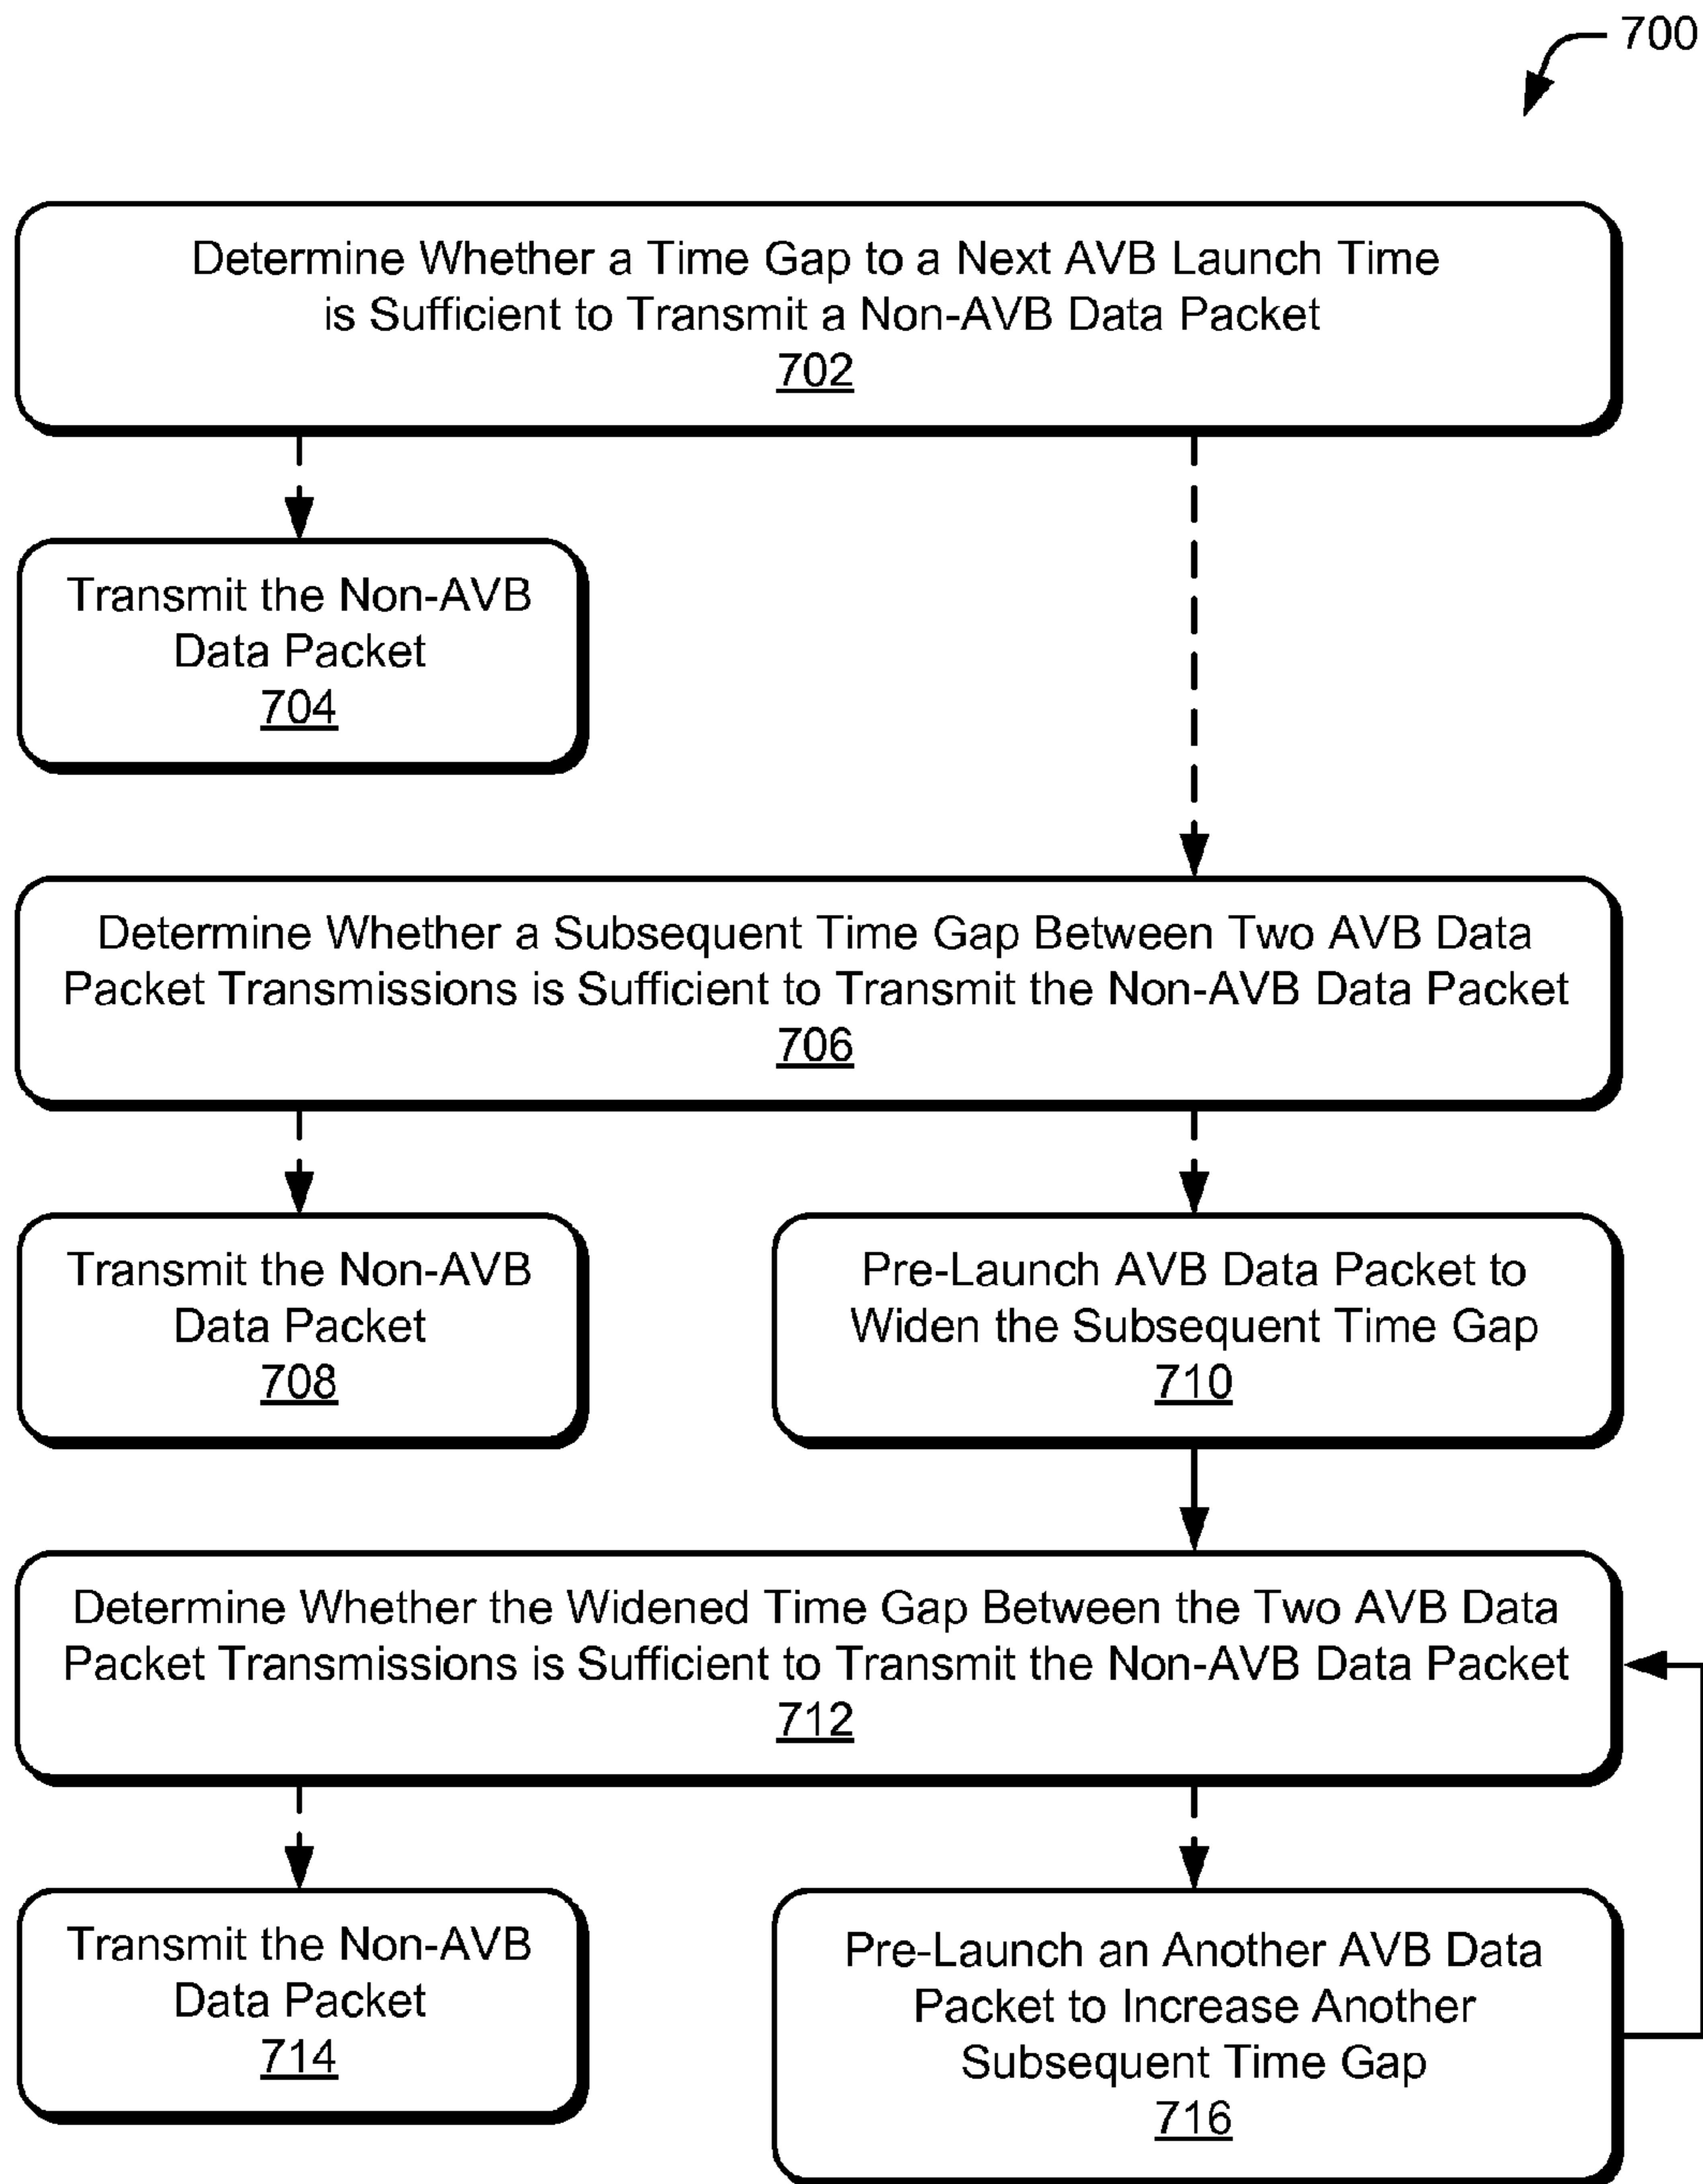 700
Determine Whether a Time Gap to a Next AVB Launch Time
is Sufficient to Transmit a Non-AVB Data Packet
702
Transmit the Non-AVB
Data Packet
704
Determine Whether a Subsequent Time Gap Between Two AVB Data
Packet Transmissions is Sufficient to Transmit the Non-AVB Data Packet
706
Transmit the Non-AVB
Data Packet
708
Pre-Launch AVB Data Packet to
Widen the Subsequent Time Gap
710
Determine Whether the Widened Time Gap Between the Two AVB Data
Packet Transmissions is Sufficient to Transmit the Non-AVB Data Packet
712
Transmit the Non-AVB
Data Packet
714
Pre-Launch an Another AVB Data
Packet to Increase Another
Subsequent Time Gap
716